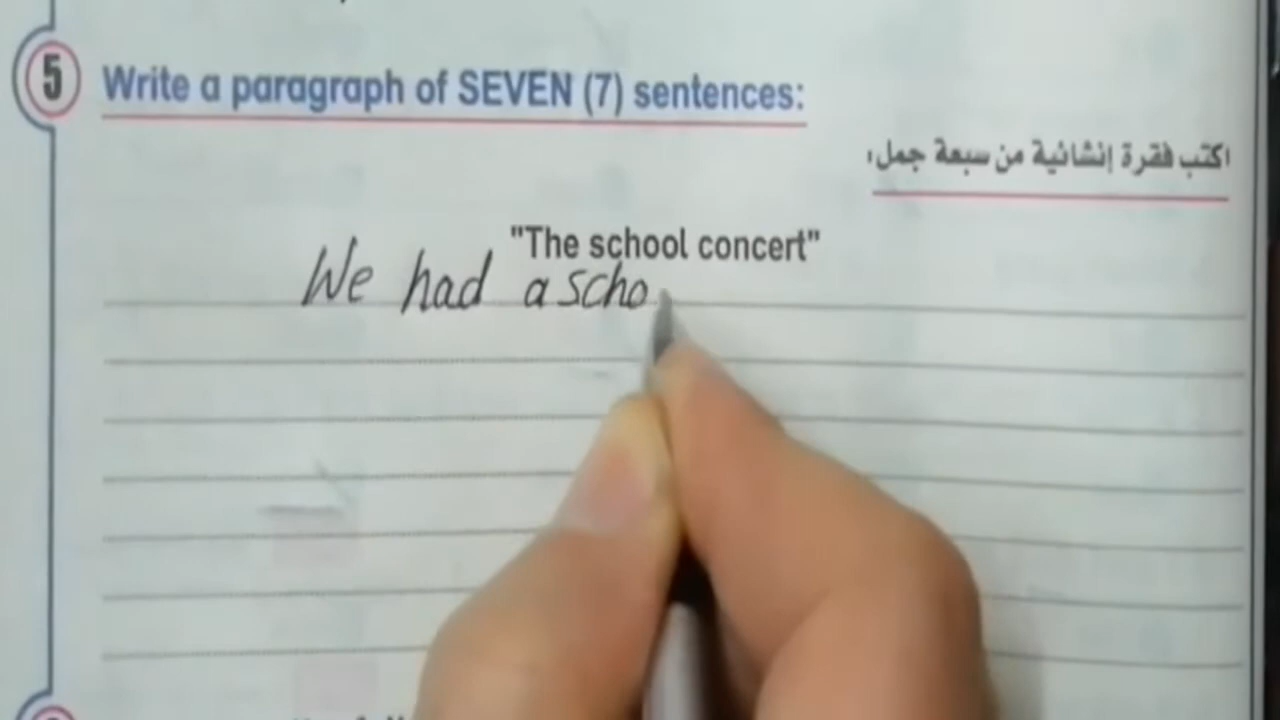 5 Write a paragraph of SEVEN (7) sentences:
اكتب فقرة إنشائية من سبعة جمل:
"The school concert"
We had a scho